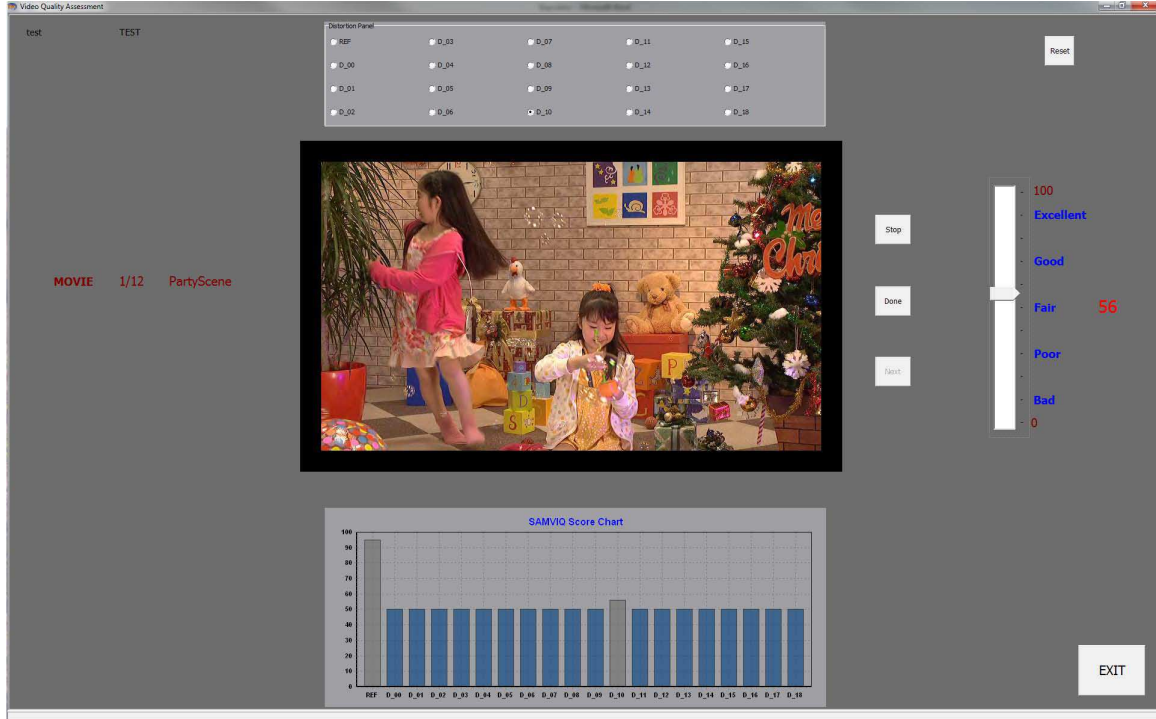 Video Quality Assessment
test TEST
Distortion Panel
REF D_03 D_07 D_11 D_15
D_00 D_04 D_08 D_12 D_16
D_01 D_05 D_09 D_13 D_17
D_02 D_06 D_10 D_14 D_18
Reset
Me
Chri
P
D
S
Stop
Done
Next
100
Excellent
Good
Fair 56
Poor
Bad
0
MOVIE 1/12 PartyScene
SAMVIQ Score Chart
100
90
80
70
60
50
40
30
20
10
0
REF D_00 D_01 D_02 D_03 D_04 D_05 D_06 D_07 D_08 D_09 D_10 D_11 D_12 D_13 D_14 D_15 D_16 D_17 D_18
EXIT